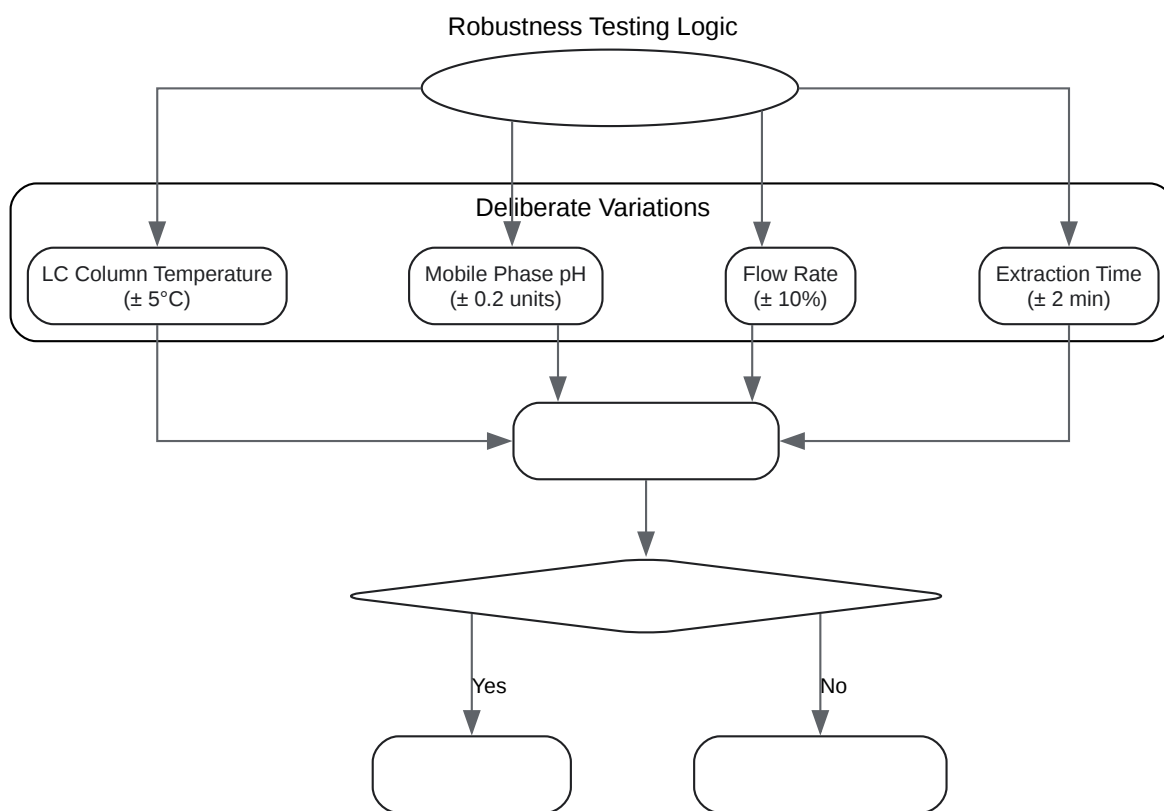 Robustness Testing Logic
Deliberate Variations
LC Column Temperature
(± 5°C)
Mobile Phase pH
(± 0.2 units)
Flow Rate
(± 10%)
Extraction Time
(± 2 min)
Yes
No